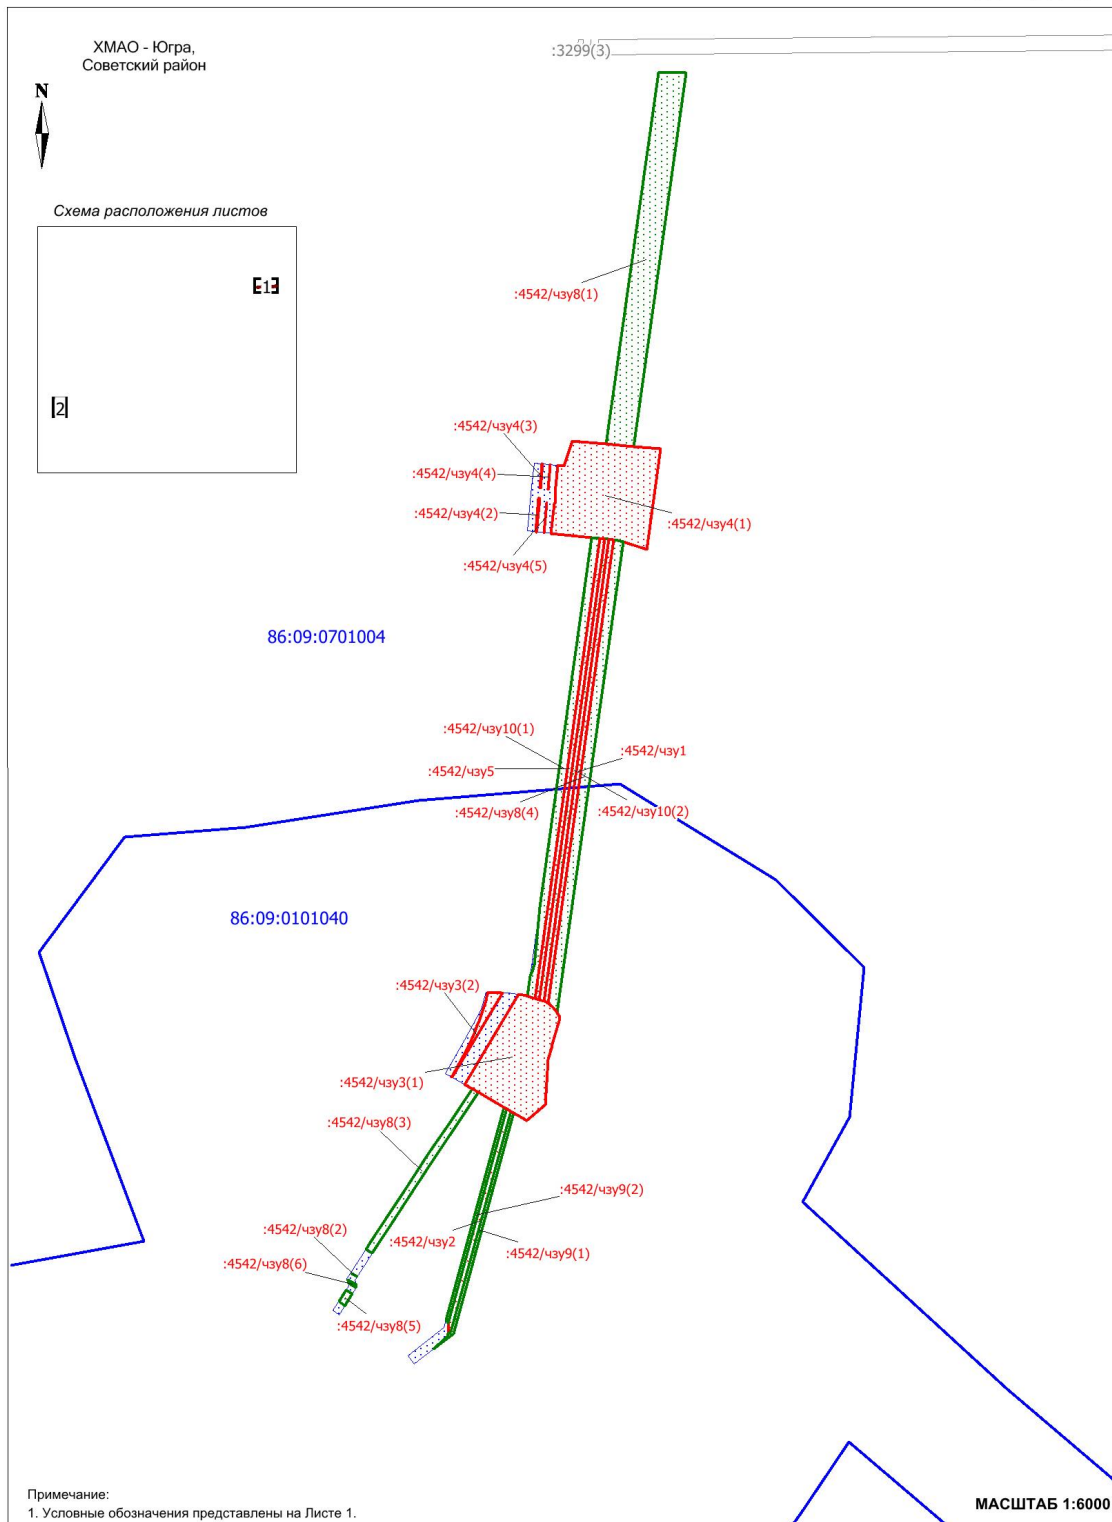 ХМАО - Югра,
Советский район
:3299(3)
N
Схема расположения листов
1
2
:4542/чзу8(1)
:4542/чзу4(3)
:4542/чзу4(4)
:4542/чзу4(2)
:4542/чзу4(1)
:4542/чзу4(5)
86:09:0701004
:4542/чзу10(1)
:4542/чзу1
:4542/чзу5
:4542/чзу8(4)
:4542/чзу10(2)
86:09:0101040
:4542/чзу3(2)
:4542/чзу3(1)
:4542/чзу8(3)
:4542/чзу9(2)
:4542/чзу8(2)
:4542/чзу2
:4542/чзу9(1)
:4542/чзу8(6)
:4542/чзу8(5)
Примечание:
1. Условные обозначения представлены на Листе 1.
МАСШТАБ 1:6000